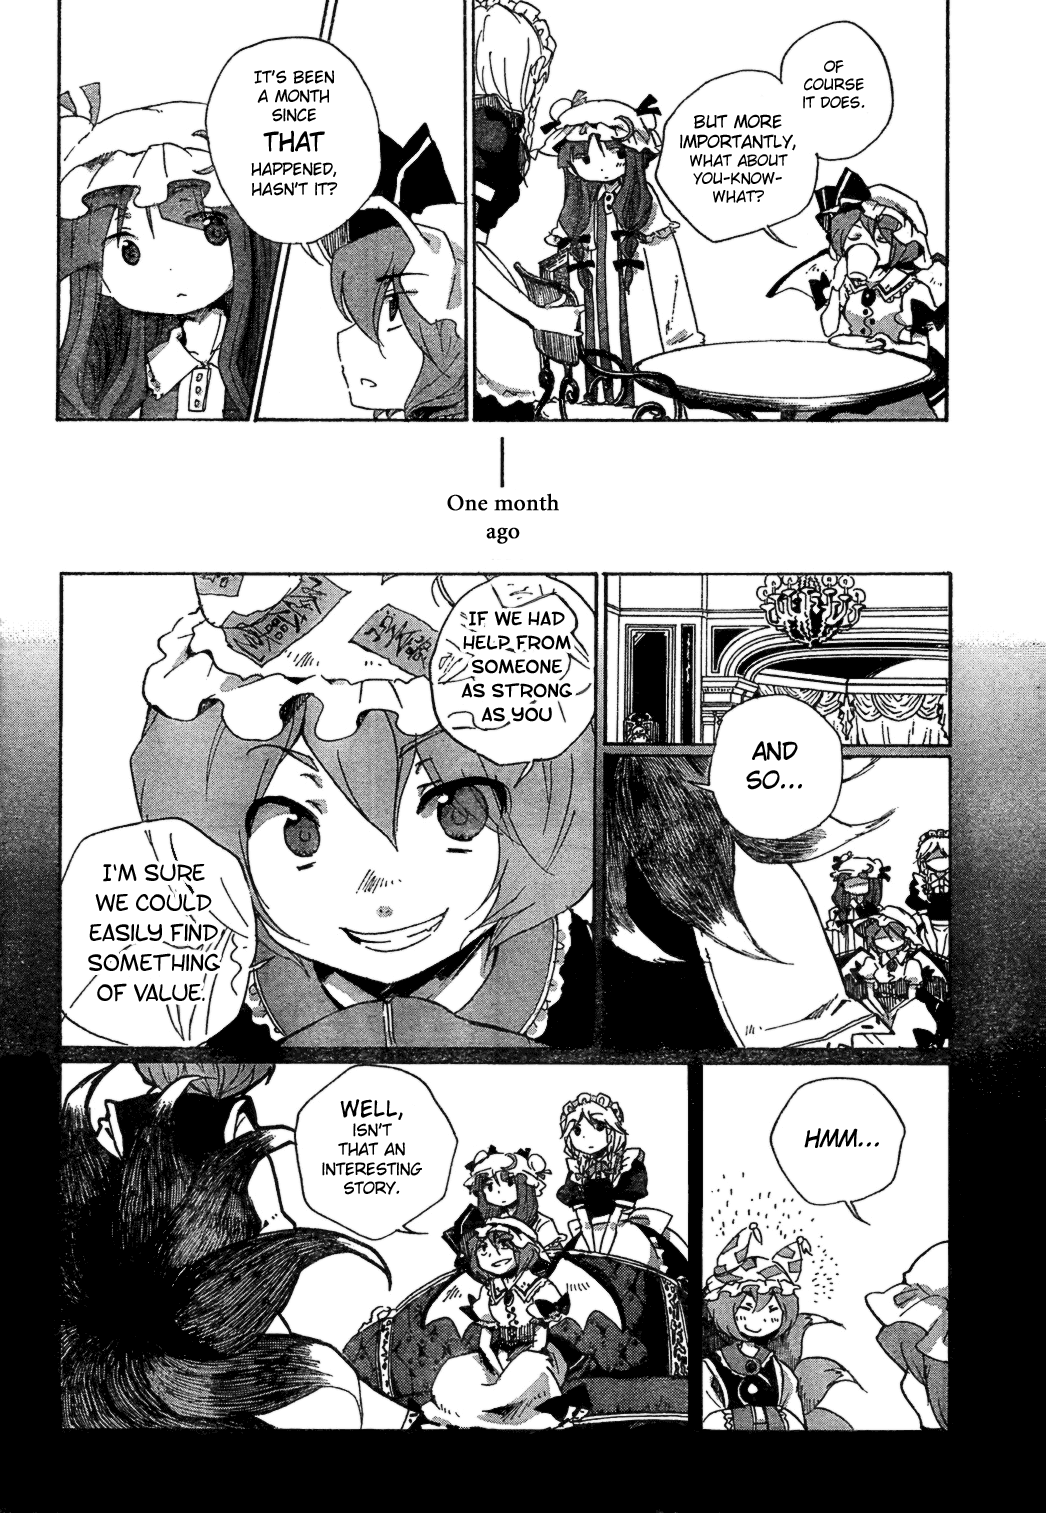 OF
COURSE
IT DOES.
BUT MORE
IMPORTANTLY,
WHAT ABOUT
YOU-KNOW-
WHAT?
IT'S BEEN
A MONTH
SINCE
THAT
HAPPENED,
HASN'T IT?
One month
ago
AND
SO...
IF WE HAD
HELP FROM
SOMEONE
AS STRONG
AS YOU
I'M SURE
WE COULD
EASILY FIND
SOMETHING
OF VALUE.
HMM...
WELL,
ISN'T
THAT AN
INTERESTING
STORY.